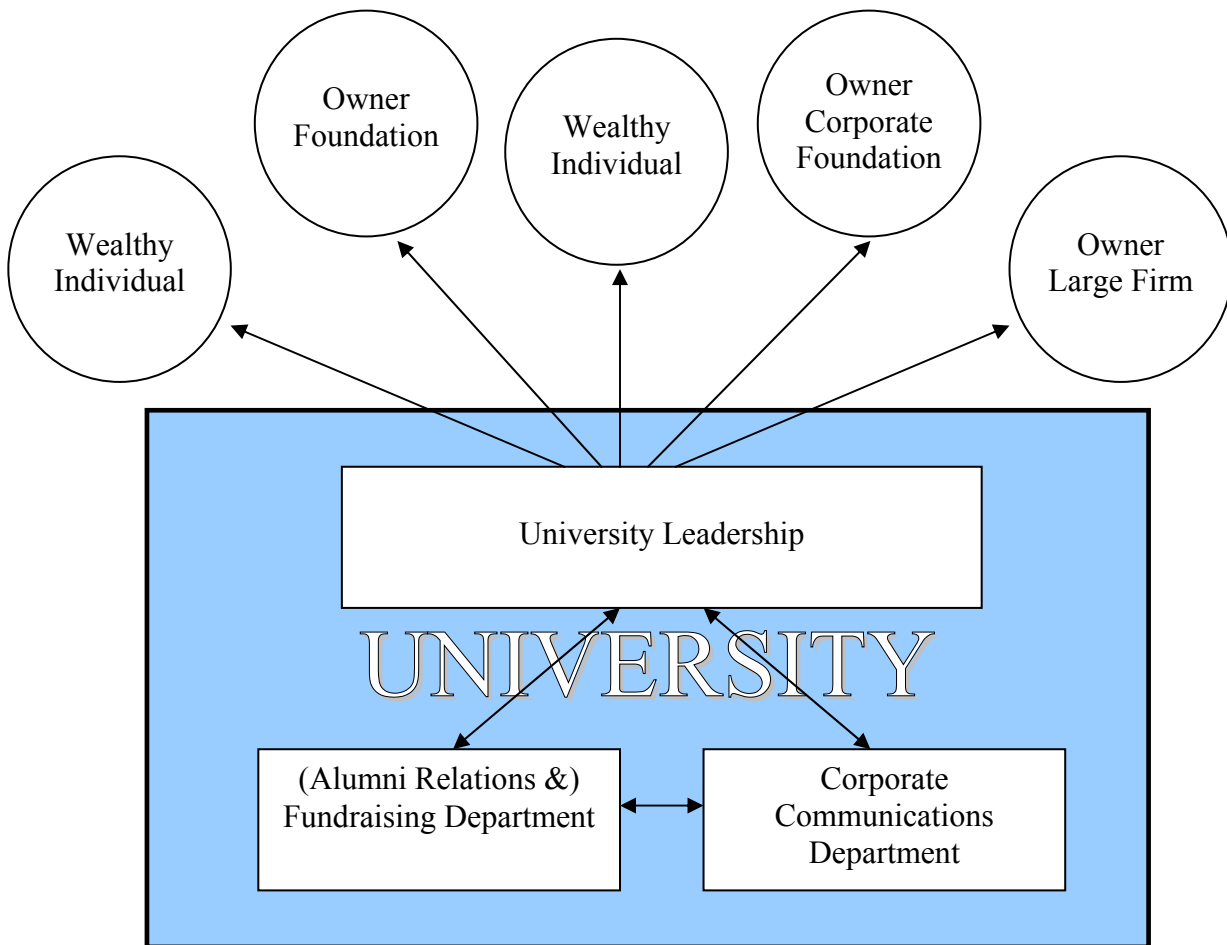 Owner
Foundation
Wealthy
Individual
Owner
Corporate
Foundation
Wealthy
Individual
Owner
Large Firm
University Leadership
UNIVERSITY
(Alumni Relations &)
Fundraising Department
Corporate
Communications
Department